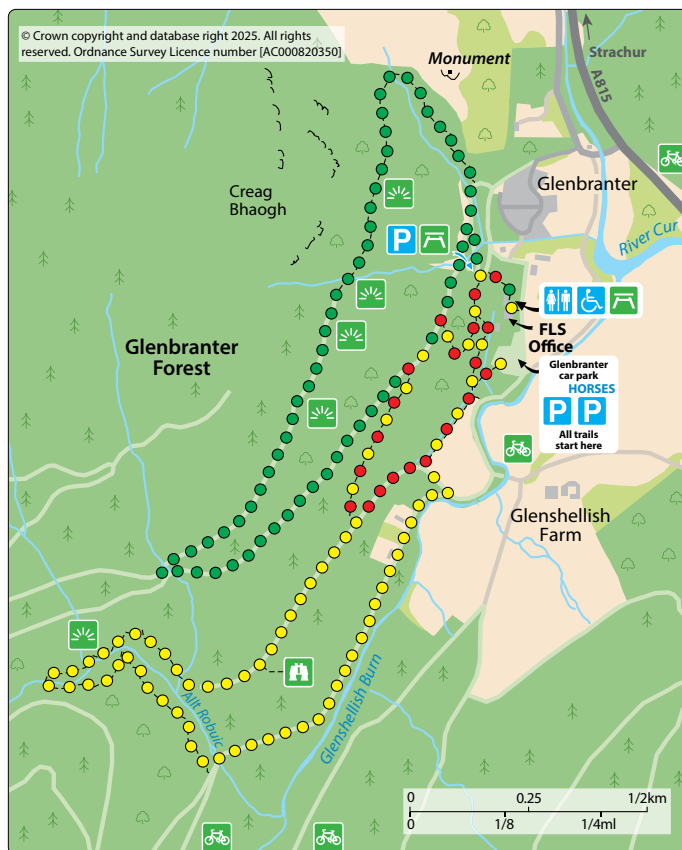 © Crown copyright and database right 2025. All rights
reserved. Ordnance Survey Licence number [AC000820350]
Monument
Strachur
A815
Creag
Bhaogh
Glenbranter
River Cur
P
Glenbranter
Forest
FLS
Office
Glenbranter
car park
HORSES
P P
All trails
start here
Glenshellish
Farm
Allt Robuic
Glenshellish Burn
0 0.25 1/2km
0 1/8 1/4ml